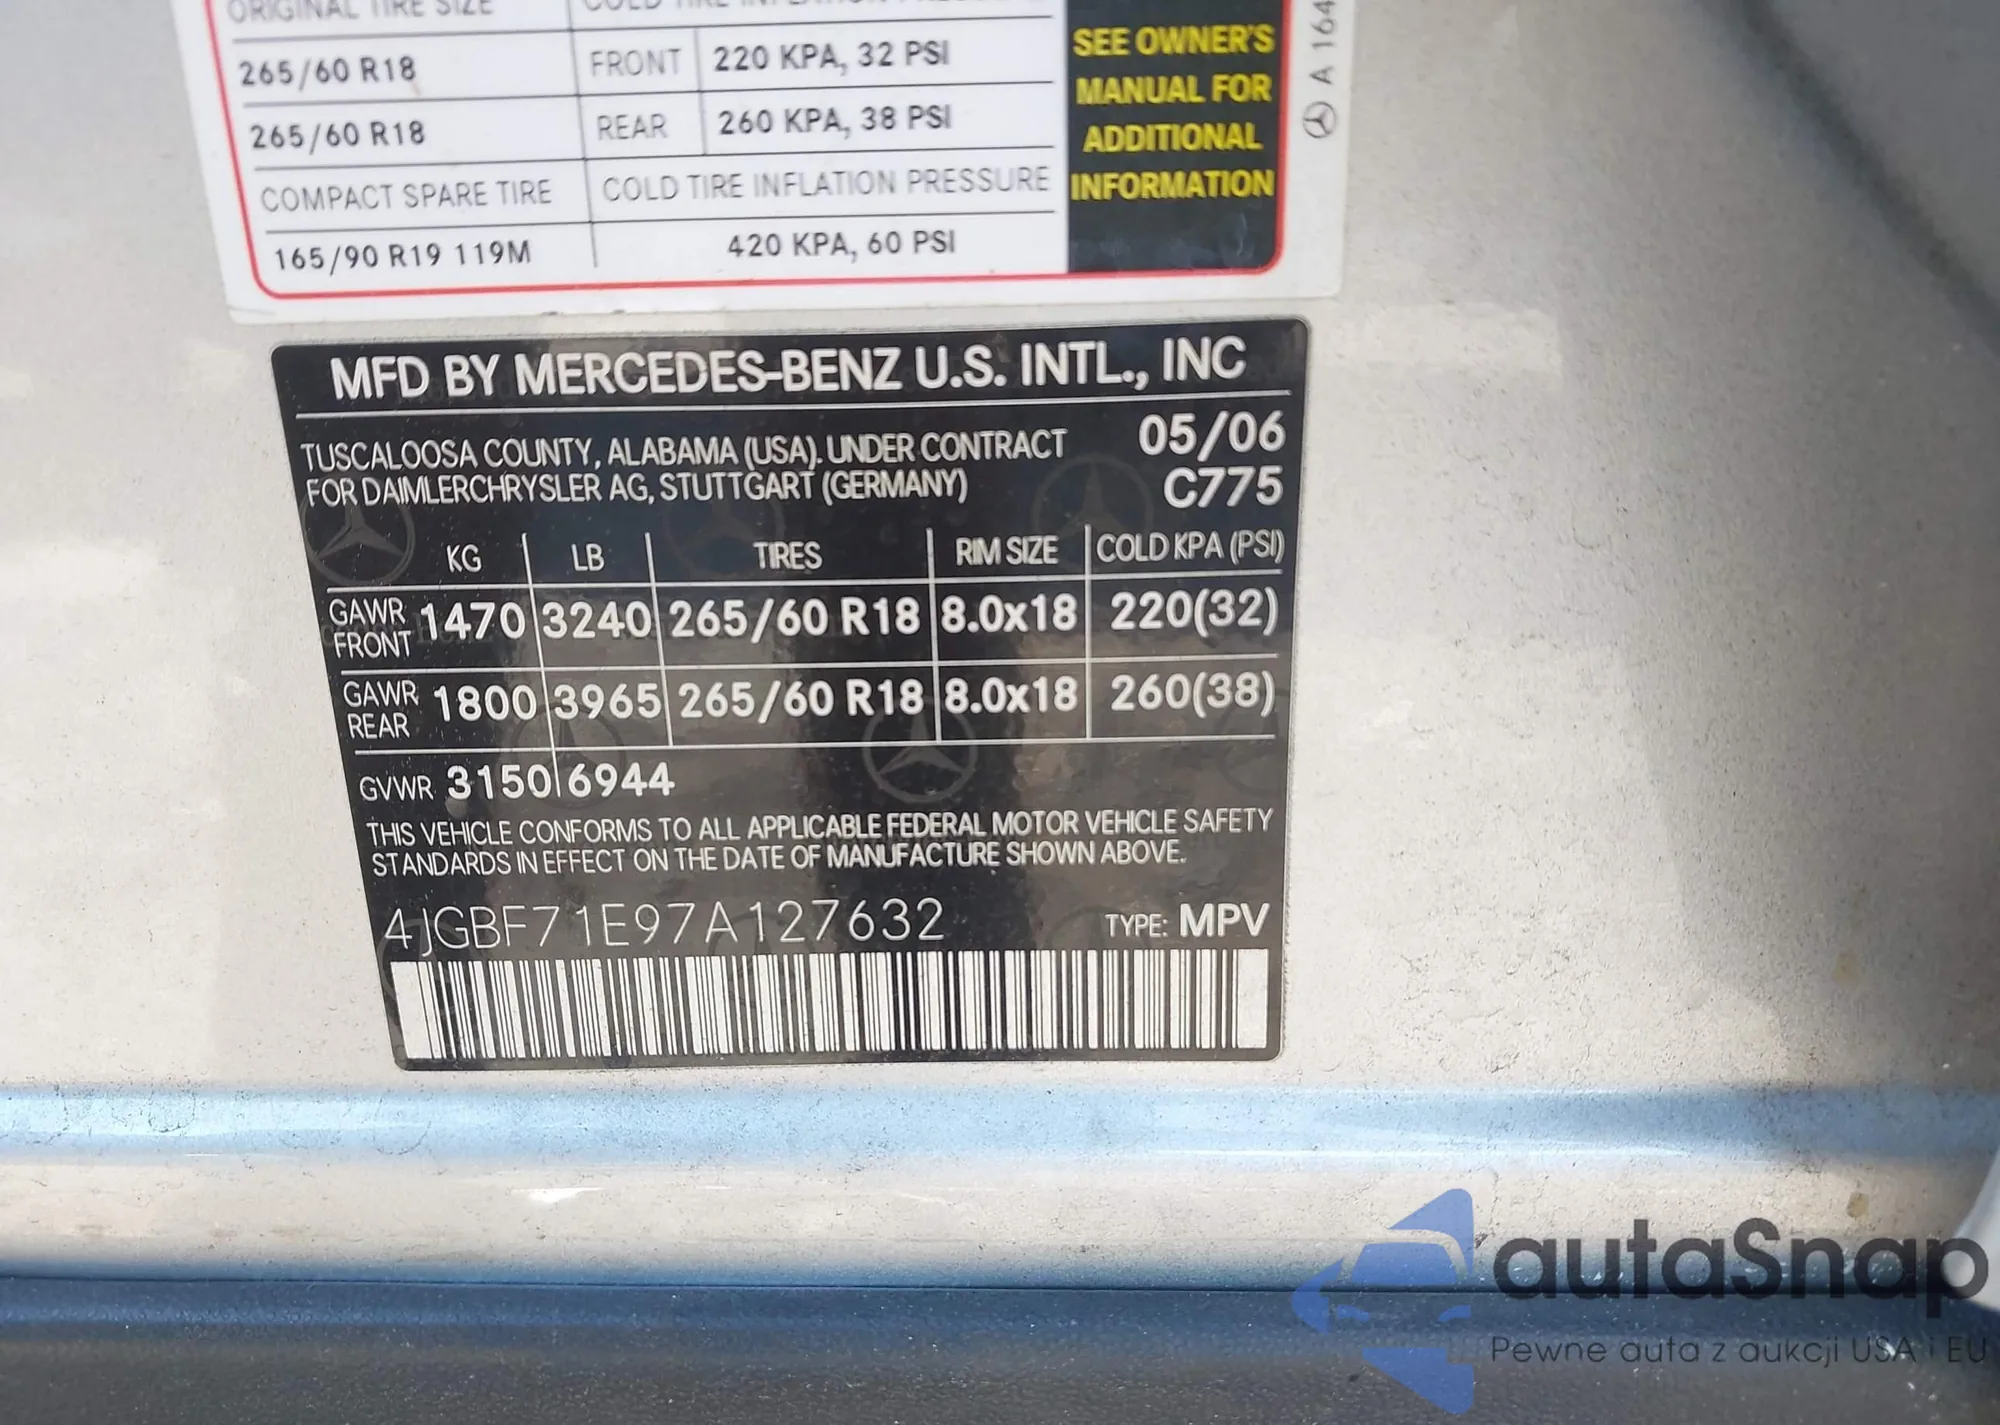 ORIGINAL TIRE SIZE COLD TIRE INFLATION
265/60 R18 FRONT 220 KPA, 32 PSI
265/60 R18 REAR 260 KPA, 38 PSI
COMPACT SPARE TIRE COLD TIRE INFLATION PRESSURE
165/90 R19 119M 420 KPA, 60 PSI
SEE OWNER'S
MANUAL FOR
ADDITIONAL
INFORMATION
A 164
MFD BY MERCEDES-BENZ U.S. INTL., INC
TUSCALOOSA COUNTY, ALABAMA (USA). UNDER CONTRACT 05/06
FOR DAIMLERCHRYSLER AG, STUTTGART (GERMANY) C775
KG LB TIRES RIM SIZE COLD KPA (PSI)
GAWR FRONT 1470 3240 265/60 R18 8.0x18 220(32)
GAWR REAR 1800 3965 265/60 R18 8.0x18 260(38)
GVWR 3150 6944
THIS VEHICLE CONFORMS TO ALL APPLICABLE FEDERAL MOTOR VEHICLE SAFETY
STANDARDS IN EFFECT ON THE DATE OF MANUFACTURE SHOWN ABOVE.
4JGBF71E97A127632 TYPE: MPV
autaSnap
Pewne auta z aukcji USA i EU